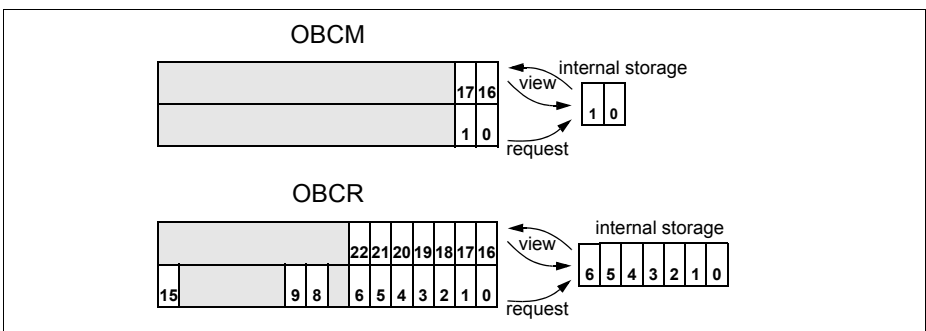 OBCM
internal storage
view
17 16
1 0
1 0
request
OBCR
internal storage
view
22 21 20 19 18 17 16
6 5 4 3 2 1 0
15 9 8 6 5 4 3 2 1 0
request